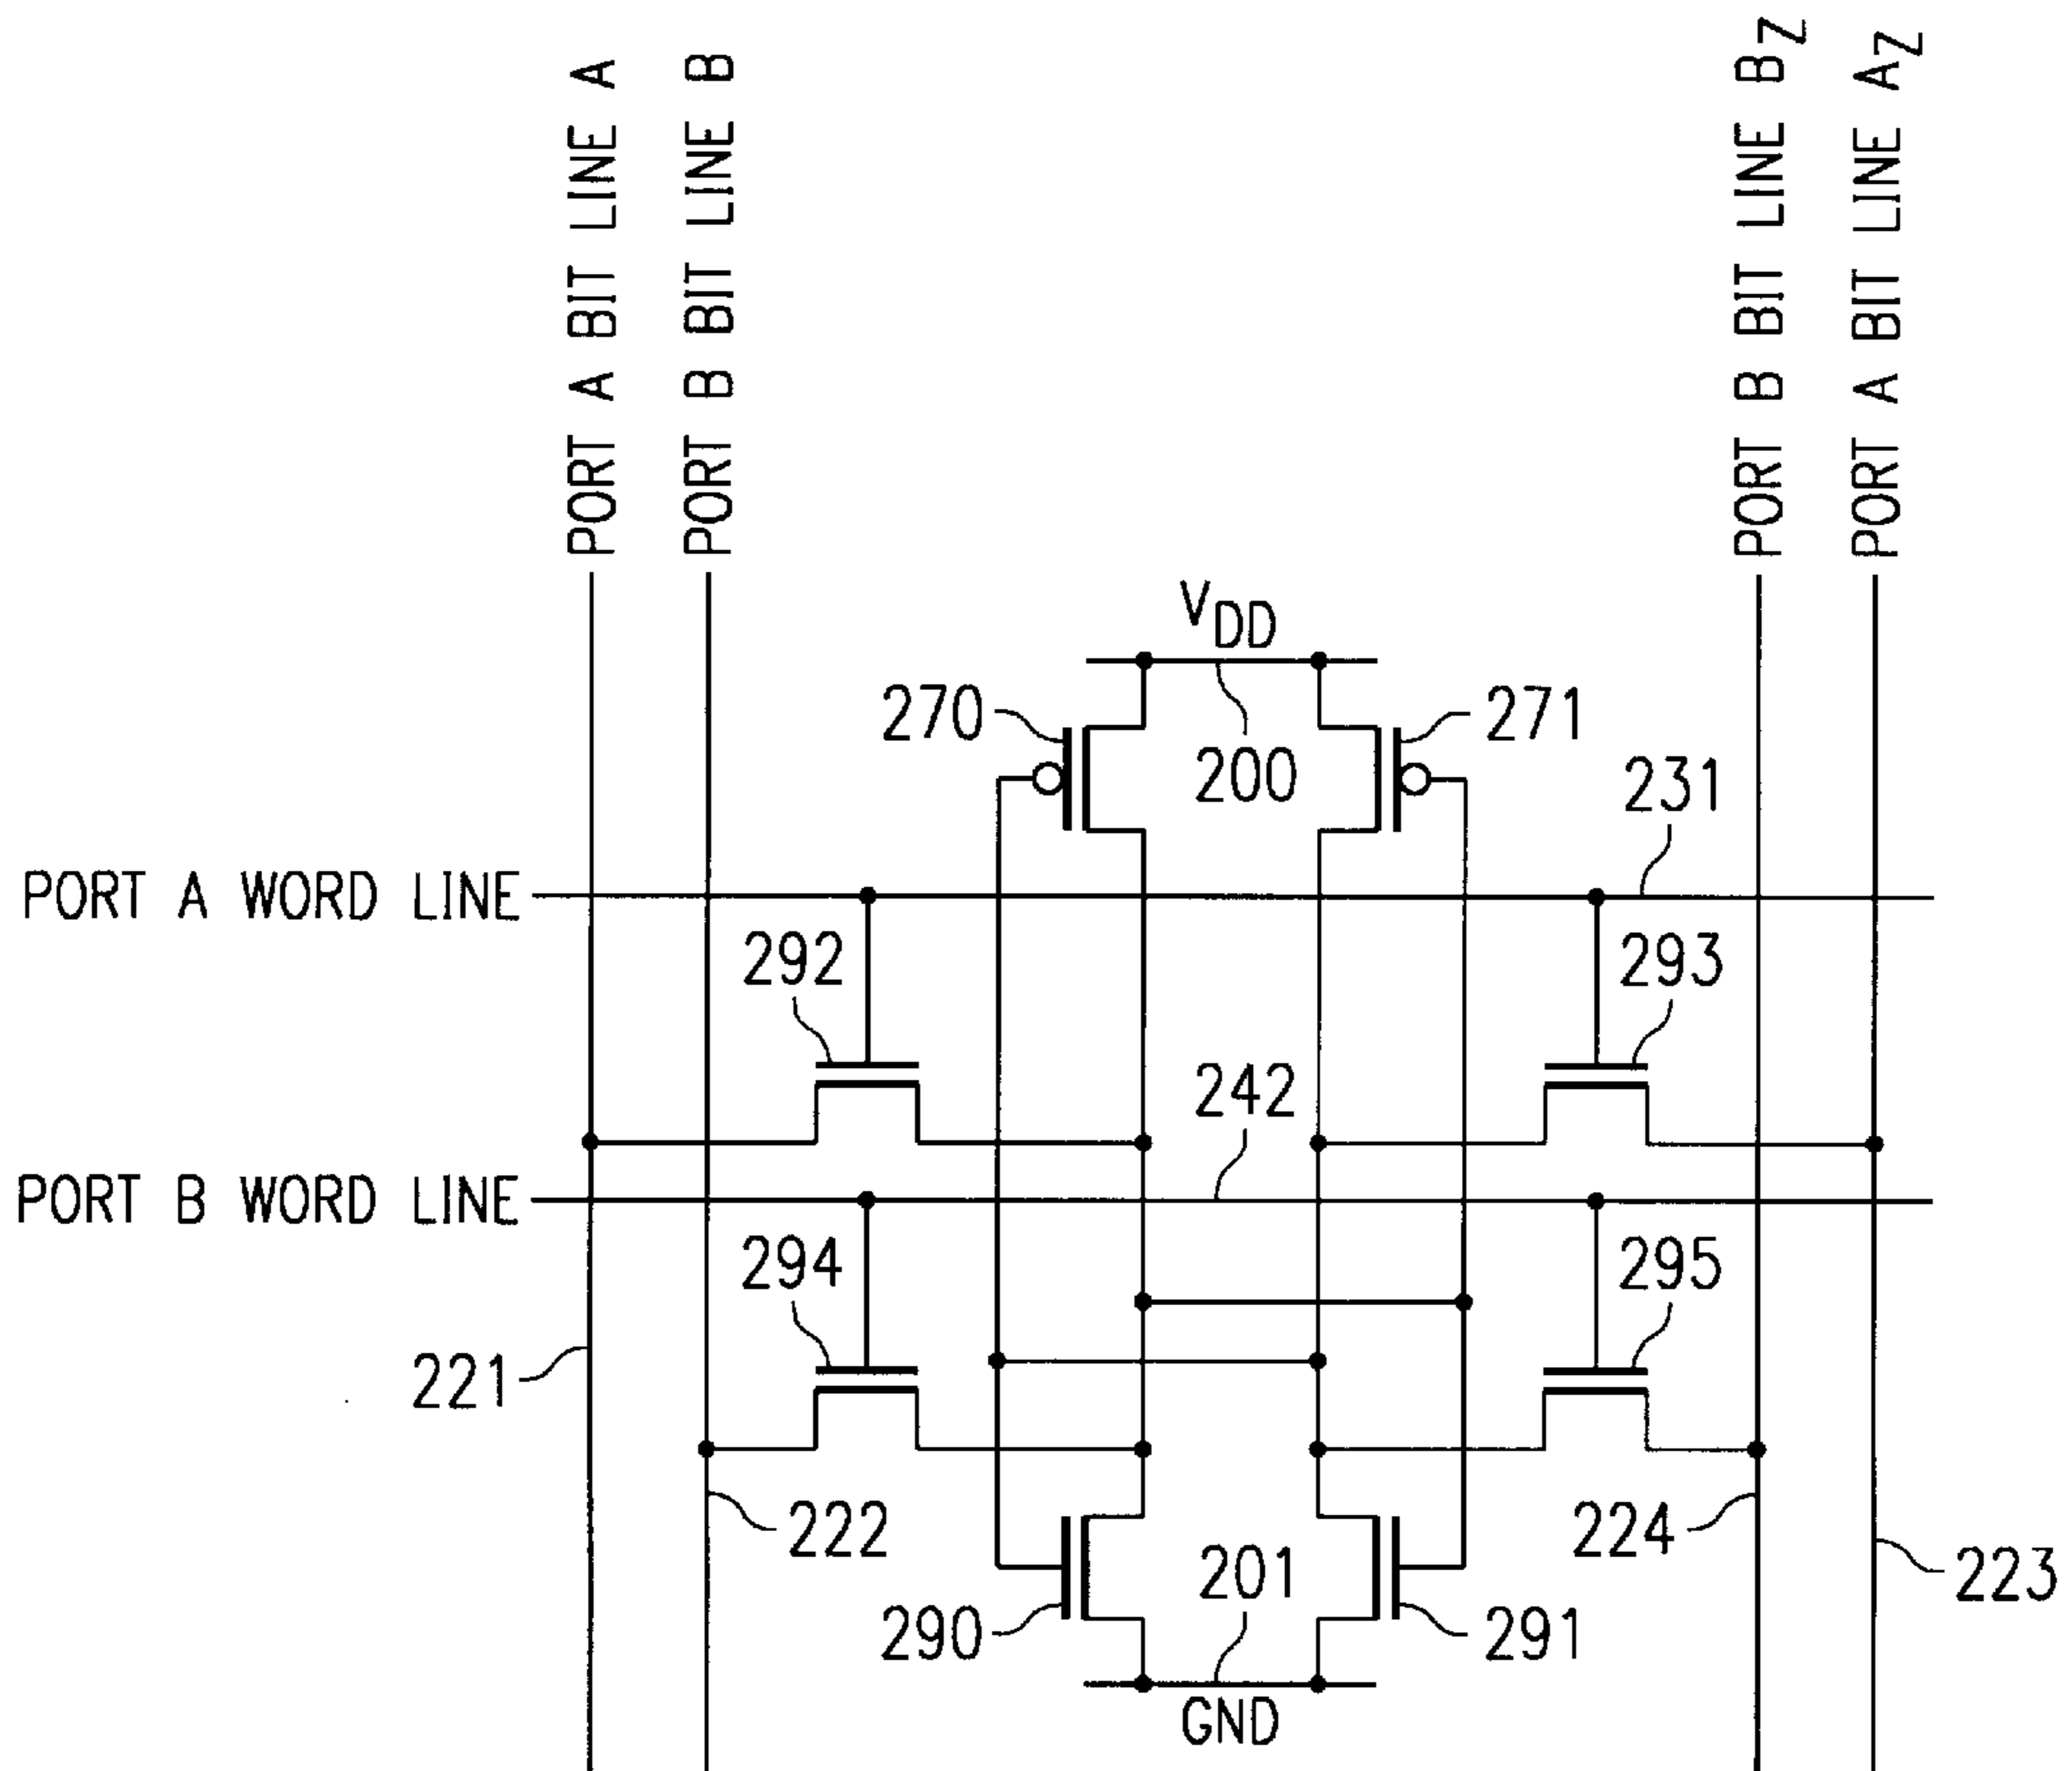 PORT A BIT LINE A
PORT B BIT LINE B
PORT B BIT LINE BZ
PORT A BIT LINE AZ
VDD
270
200
271
231
PORT A WORD LINE
292
293
242
PORT B WORD LINE
294
295
221
222
224
201
223
290
291
GND